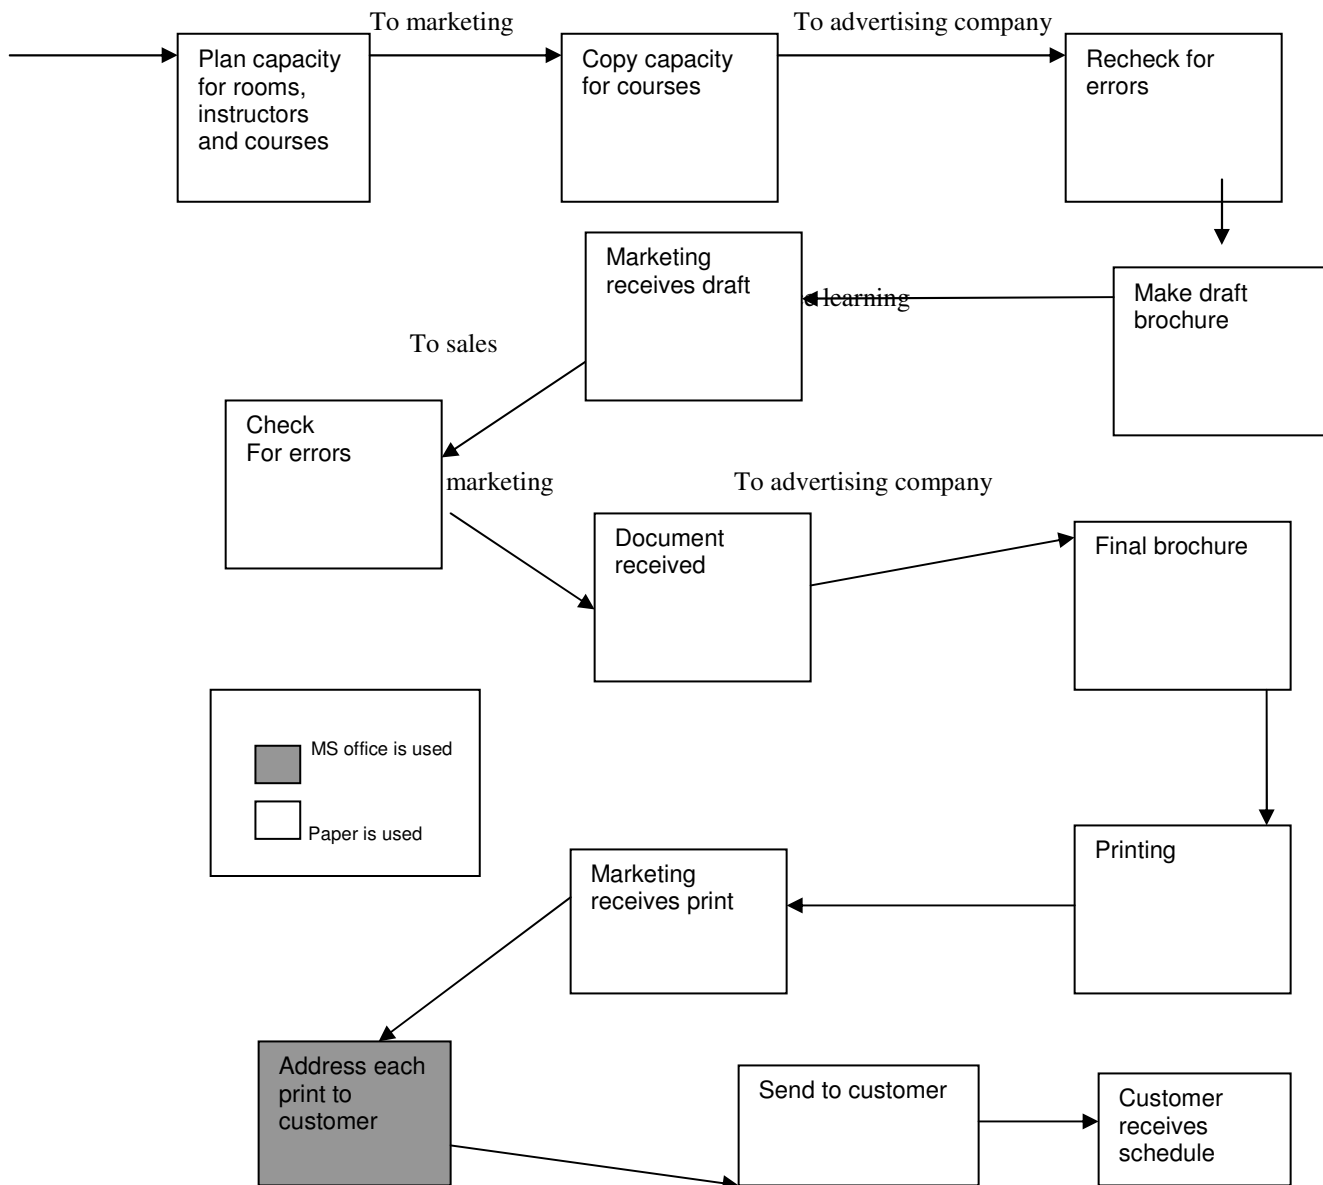 To marketing
To advertising company
Plan capacity
for rooms,
instructors
and courses
Copy capacity
for courses
Recheck for
errors
Marketing
receives draft
learning
Make draft
brochure
To sales
Check
For errors
marketing
To advertising company
Document
received
Final brochure
MS office is used
Paper is used
Marketing
receives print
Printing
Address each
print to
customer
Send to customer
Customer
receives
schedule